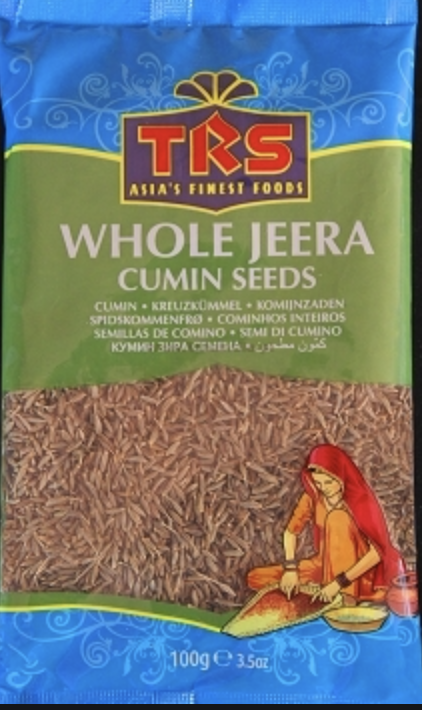 TRS
ASIA'S FINEST FOODS
WHOLE JEERA
CUMIN SEEDS
CUMIN • KREUZKÜMMEL • KOMIJNZADEN
SPIDSKOMMENFRØ • COMINHOS INTEIROS
SEMILLAS DE COMINO • SEMI DI CUMINO
КУМИН ЗИРА СЕМЕНА • كمون مطمون
100g ℮ 3.5oz